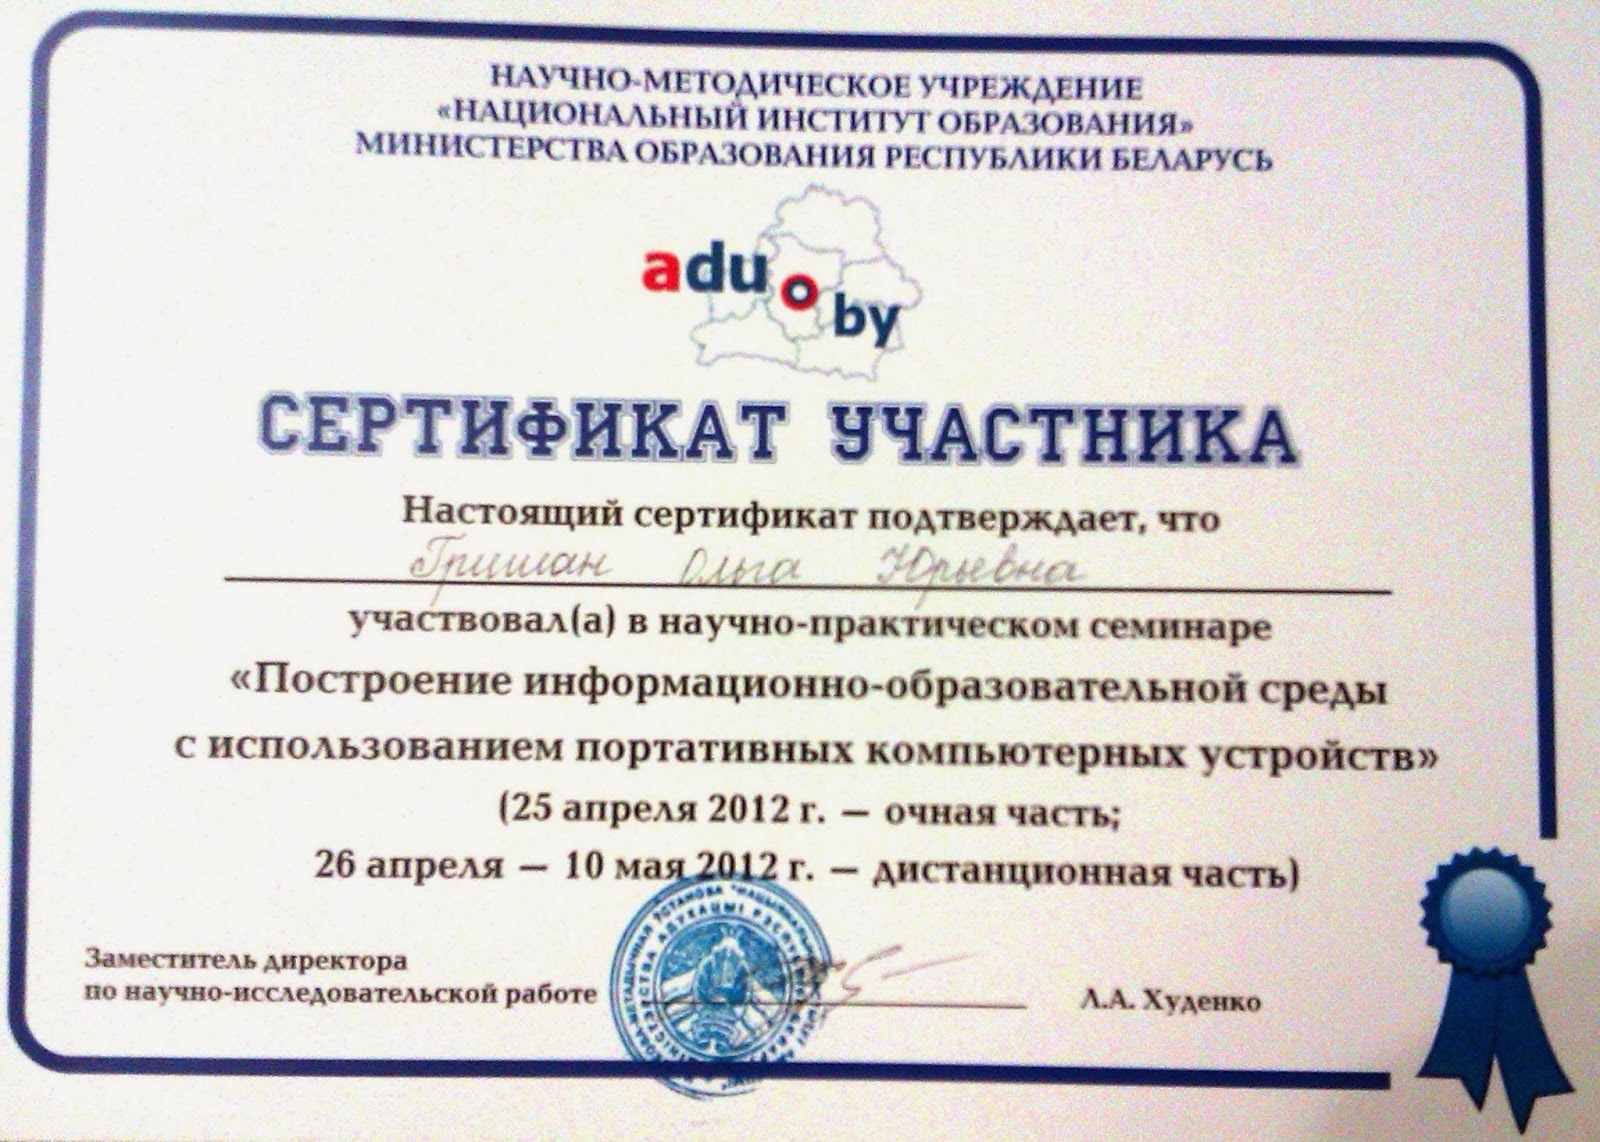 НАУЧНО-МЕТОДИЧЕСКОЕ УЧРЕЖДЕНИЕ
«НАЦИОНАЛЬНЫЙ ИНСТИТУТ ОБРАЗОВАНИЯ»
МИНИСТЕРСТВА ОБРАЗОВАНИЯ РЕСПУБЛИКИ БЕЛАРУСЬ
adu.by
СЕРТИФИКАТ УЧАСТНИКА
Настоящий сертификат подтверждает, что
Ольга Юрьевна
участвовал(а) в научно-практическом семинаре
«Построение информационно-образовательной среды
с использованием портативных компьютерных устройств»
(25 апреля 2012 г. — очная часть;
26 апреля — 10 мая 2012 г. — дистанционная часть)
Заместитель директора
по научно-исследовательской работе
Л.А. Худенко